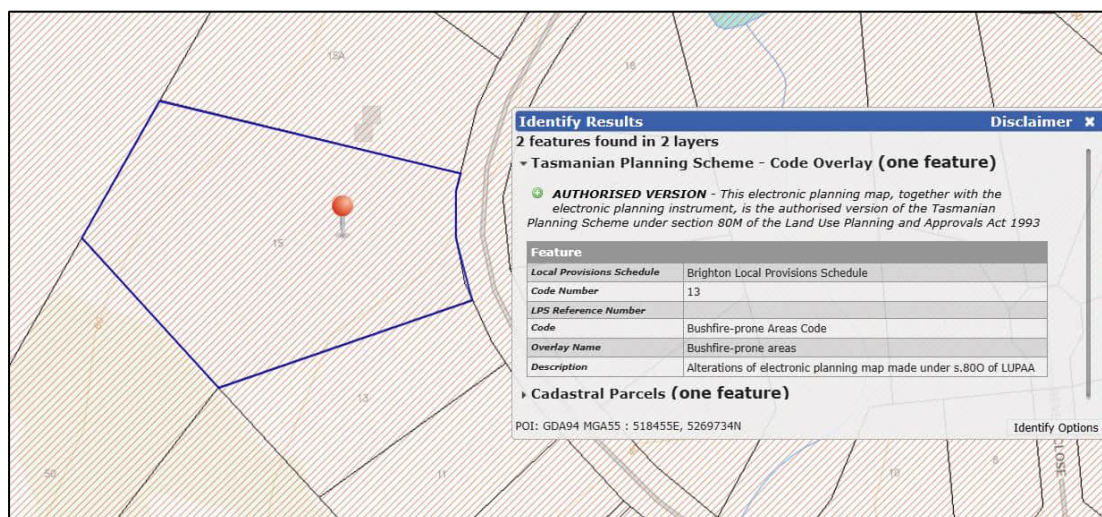 15A
18
Identify Results Disclaimer ✖
2 features found in 2 layers
Tasmanian Planning Scheme - Code Overlay (one feature)
AUTHORISED VERSION - This electronic planning map, together with the
electronic planning instrument, is the authorised version of the Tasmanian
Planning Scheme under section 80M of the Land Use Planning and Approvals Act 1993
Feature
Local Provisions Schedule Brighton Local Provisions Schedule
Code Number 13
LPS Reference Number
Code Bushfire-prone Areas Code
Overlay Name Bushfire-prone areas
Description Alterations of electronic planning map made under s.80O of LUPAA
Cadastral Parcels (one feature)
POI: GDA94 MGA55 : 518455E, 5269734N Identify Options
15
60
13
50
11
10
8
CLOSE